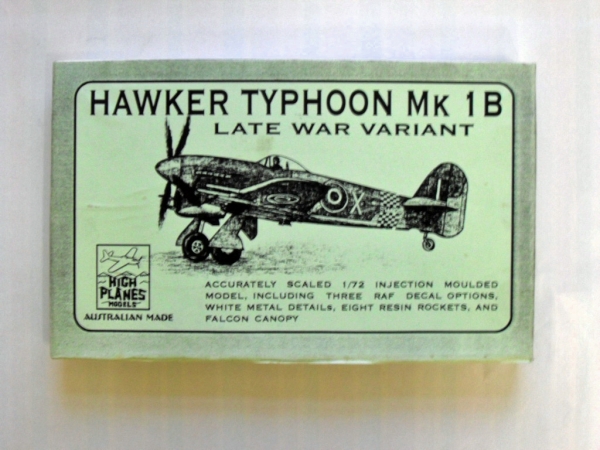 HAWKER TYPHOON MK 1B
LATE WAR VARIANT
X
HIGH
PLANES
MODELS
AUSTRALIAN MADE
ACCURATELY SCALED 1/72 INJECTION MOULDED
MODEL, INCLUDING THREE RAF DECAL OPTIONS,
WHITE METAL DETAILS, EIGHT RESIN ROCKETS, AND
FALCON CANOPY